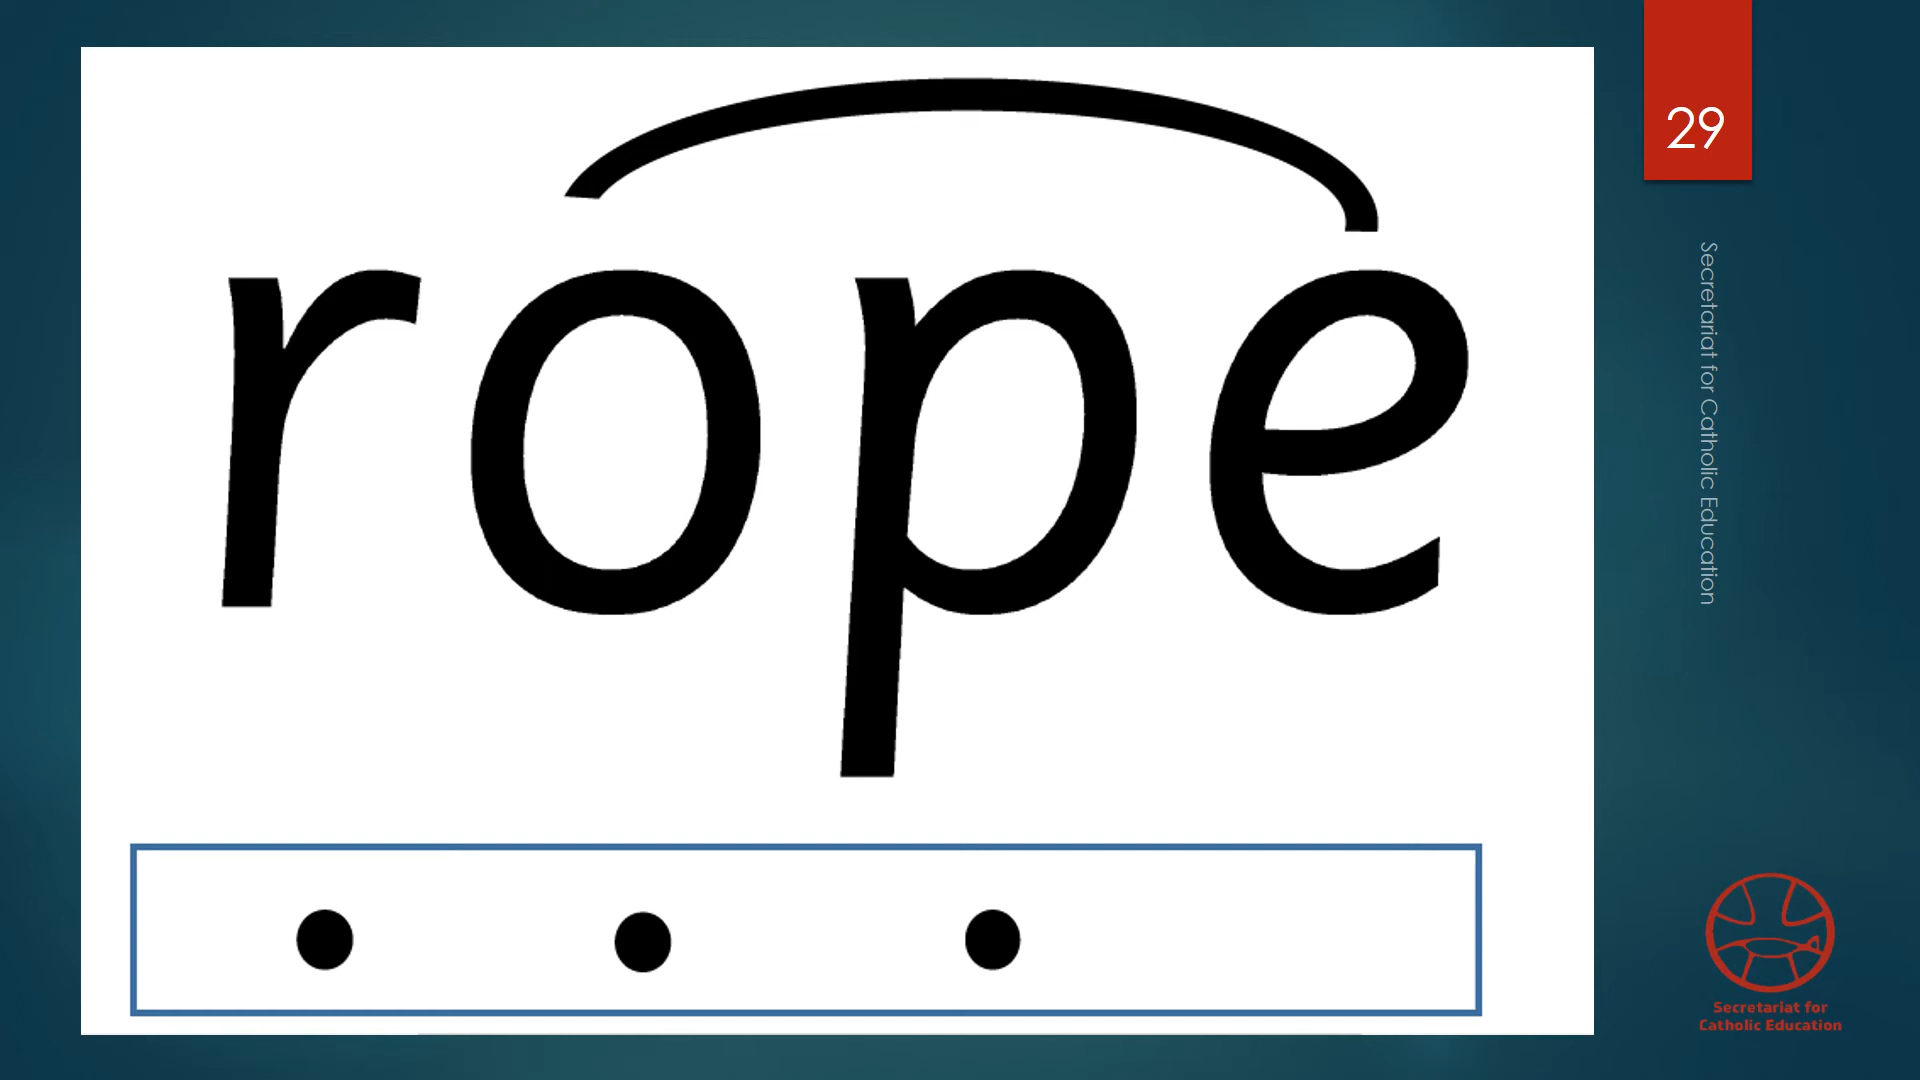 rope
29
Secretariat for Catholic Education
Secretariat for
Catholic Education